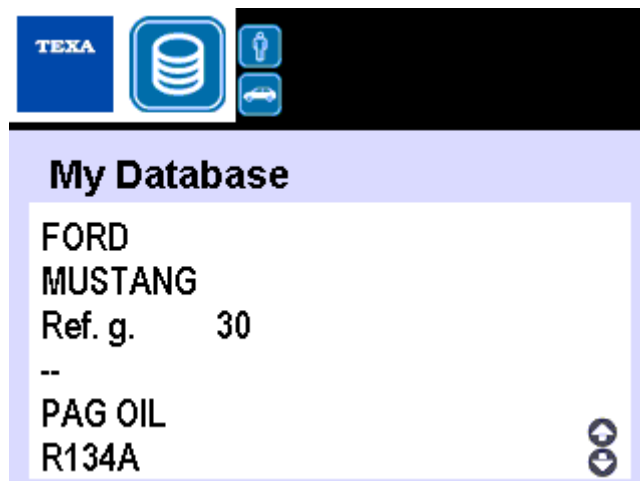 TEXA
My Database
FORD
MUSTANG
Ref. g. 30
--
PAG OIL
R134A